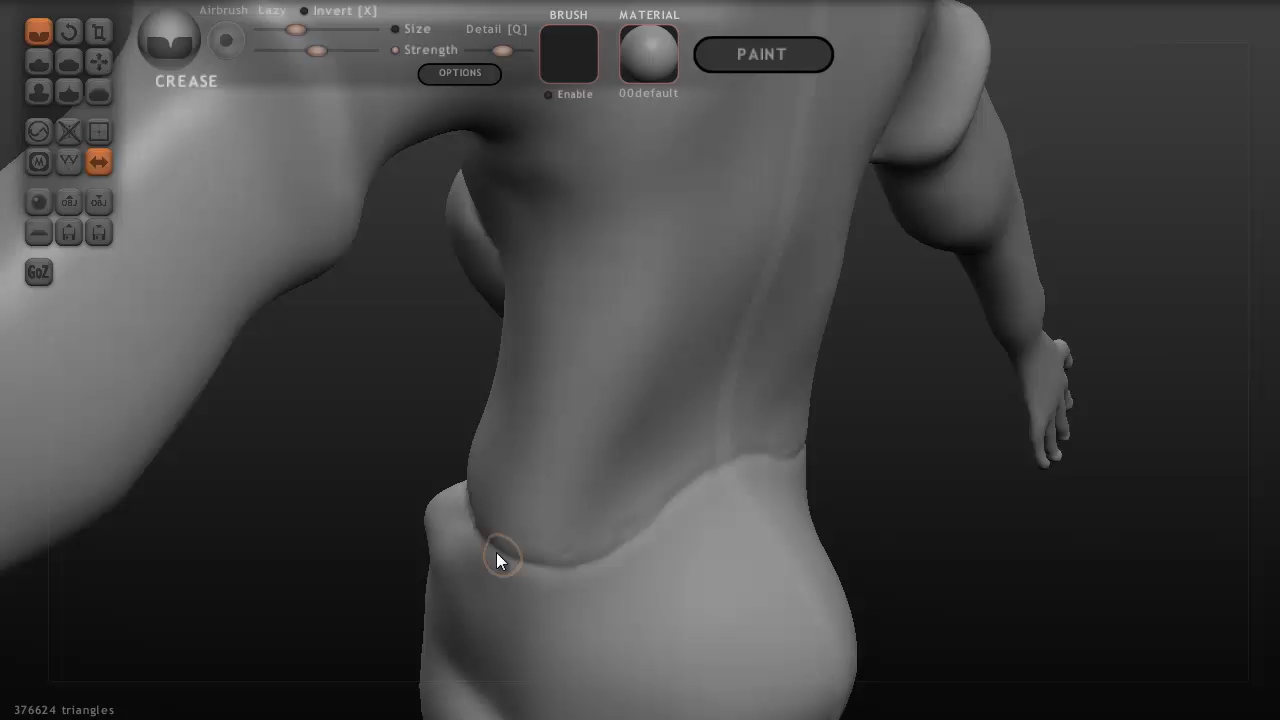 Airbrush Lazy Invert [X]
Size
Detail [Q]
Strength
OPTIONS
CREASE
BRUSH
Enable
MATERIAL
00default
PAINT
OBJ
OBJ
GoZ
376624 triangles